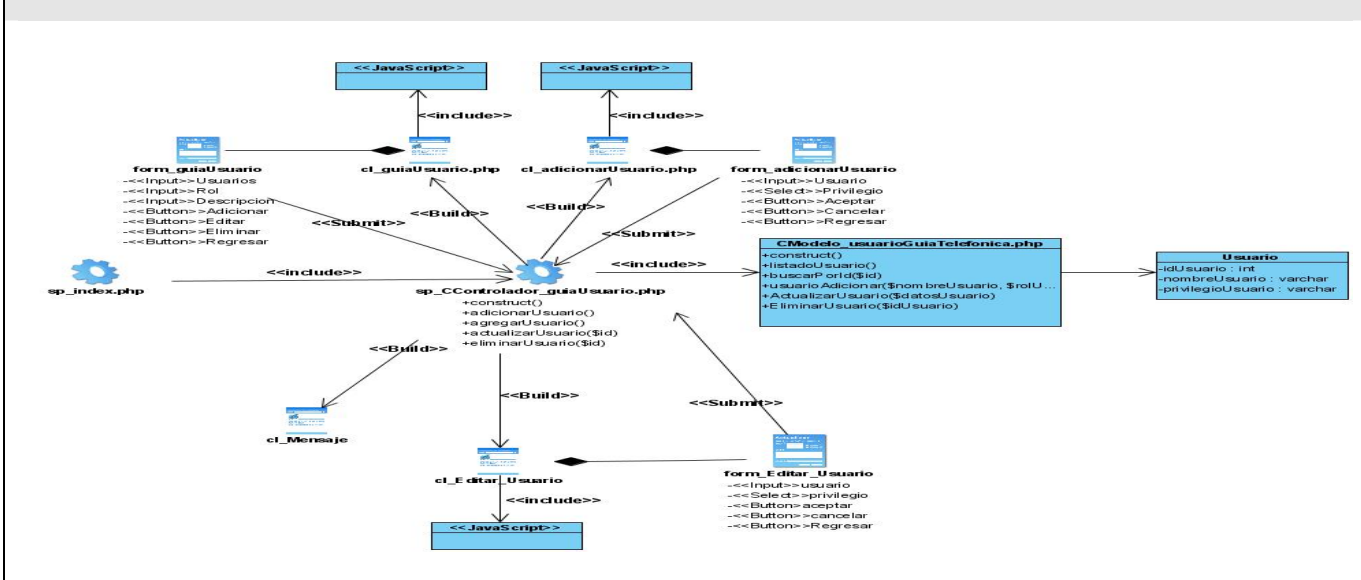 <<JavaScript>>
<<JavaScript>>
<<include>>
<<include>>
form_guiaUsuario
-<<Input>>Usuarios
-<<Input>>Rol
-<<Input>>Descripcion
-<<Button>>Adicionar
-<<Button>>Editar
-<<Button>>Eliminar
-<<Button>>Regresar
cl_guiaUsuario.php
cl_adicionarUsuario.php
form_adicionarUsuario
-<<Input>>Usuario
-<<Select>>Privilegio
-<<Button>>Aceptar
-<<Button>>Cancelar
-<<Button>>Regresar
<<Submit>>
<<Build>>
<<Build>>
<<Submit>>
sp_index.php
<<include>>
sp_CControlador_guiaUsuario.php
+construct()
+adicionarUsuario()
+agregarUsuario()
+actualizarUsuario($id)
+eliminarUsuario($id)
<<include>>
CModelo_usuarioGuiaTelefonica.php
+construct()
+listadoUsuario()
+buscarPorId($id)
+usuarioAdicionar($nombreUsuario, $rolU...
+ActualizarUsuario($datosUsuario)
+EliminarUsuario($idUsuario)
Usuario
-idUsuario : int
-nombreUsuario : varchar
-privilegioUsuario : varchar
<<Build>>
<<Build>>
<<Submit>>
cl_Mensaje
cl_Editar_Usuario
form_Editar_Usuario
-<<Input>>usuario
-<<Select>>privilegio
-<<Button>aceptar
-<<Button>>cancelar
-<<Button>>Regresar
<<include>>
<<JavaScript>>